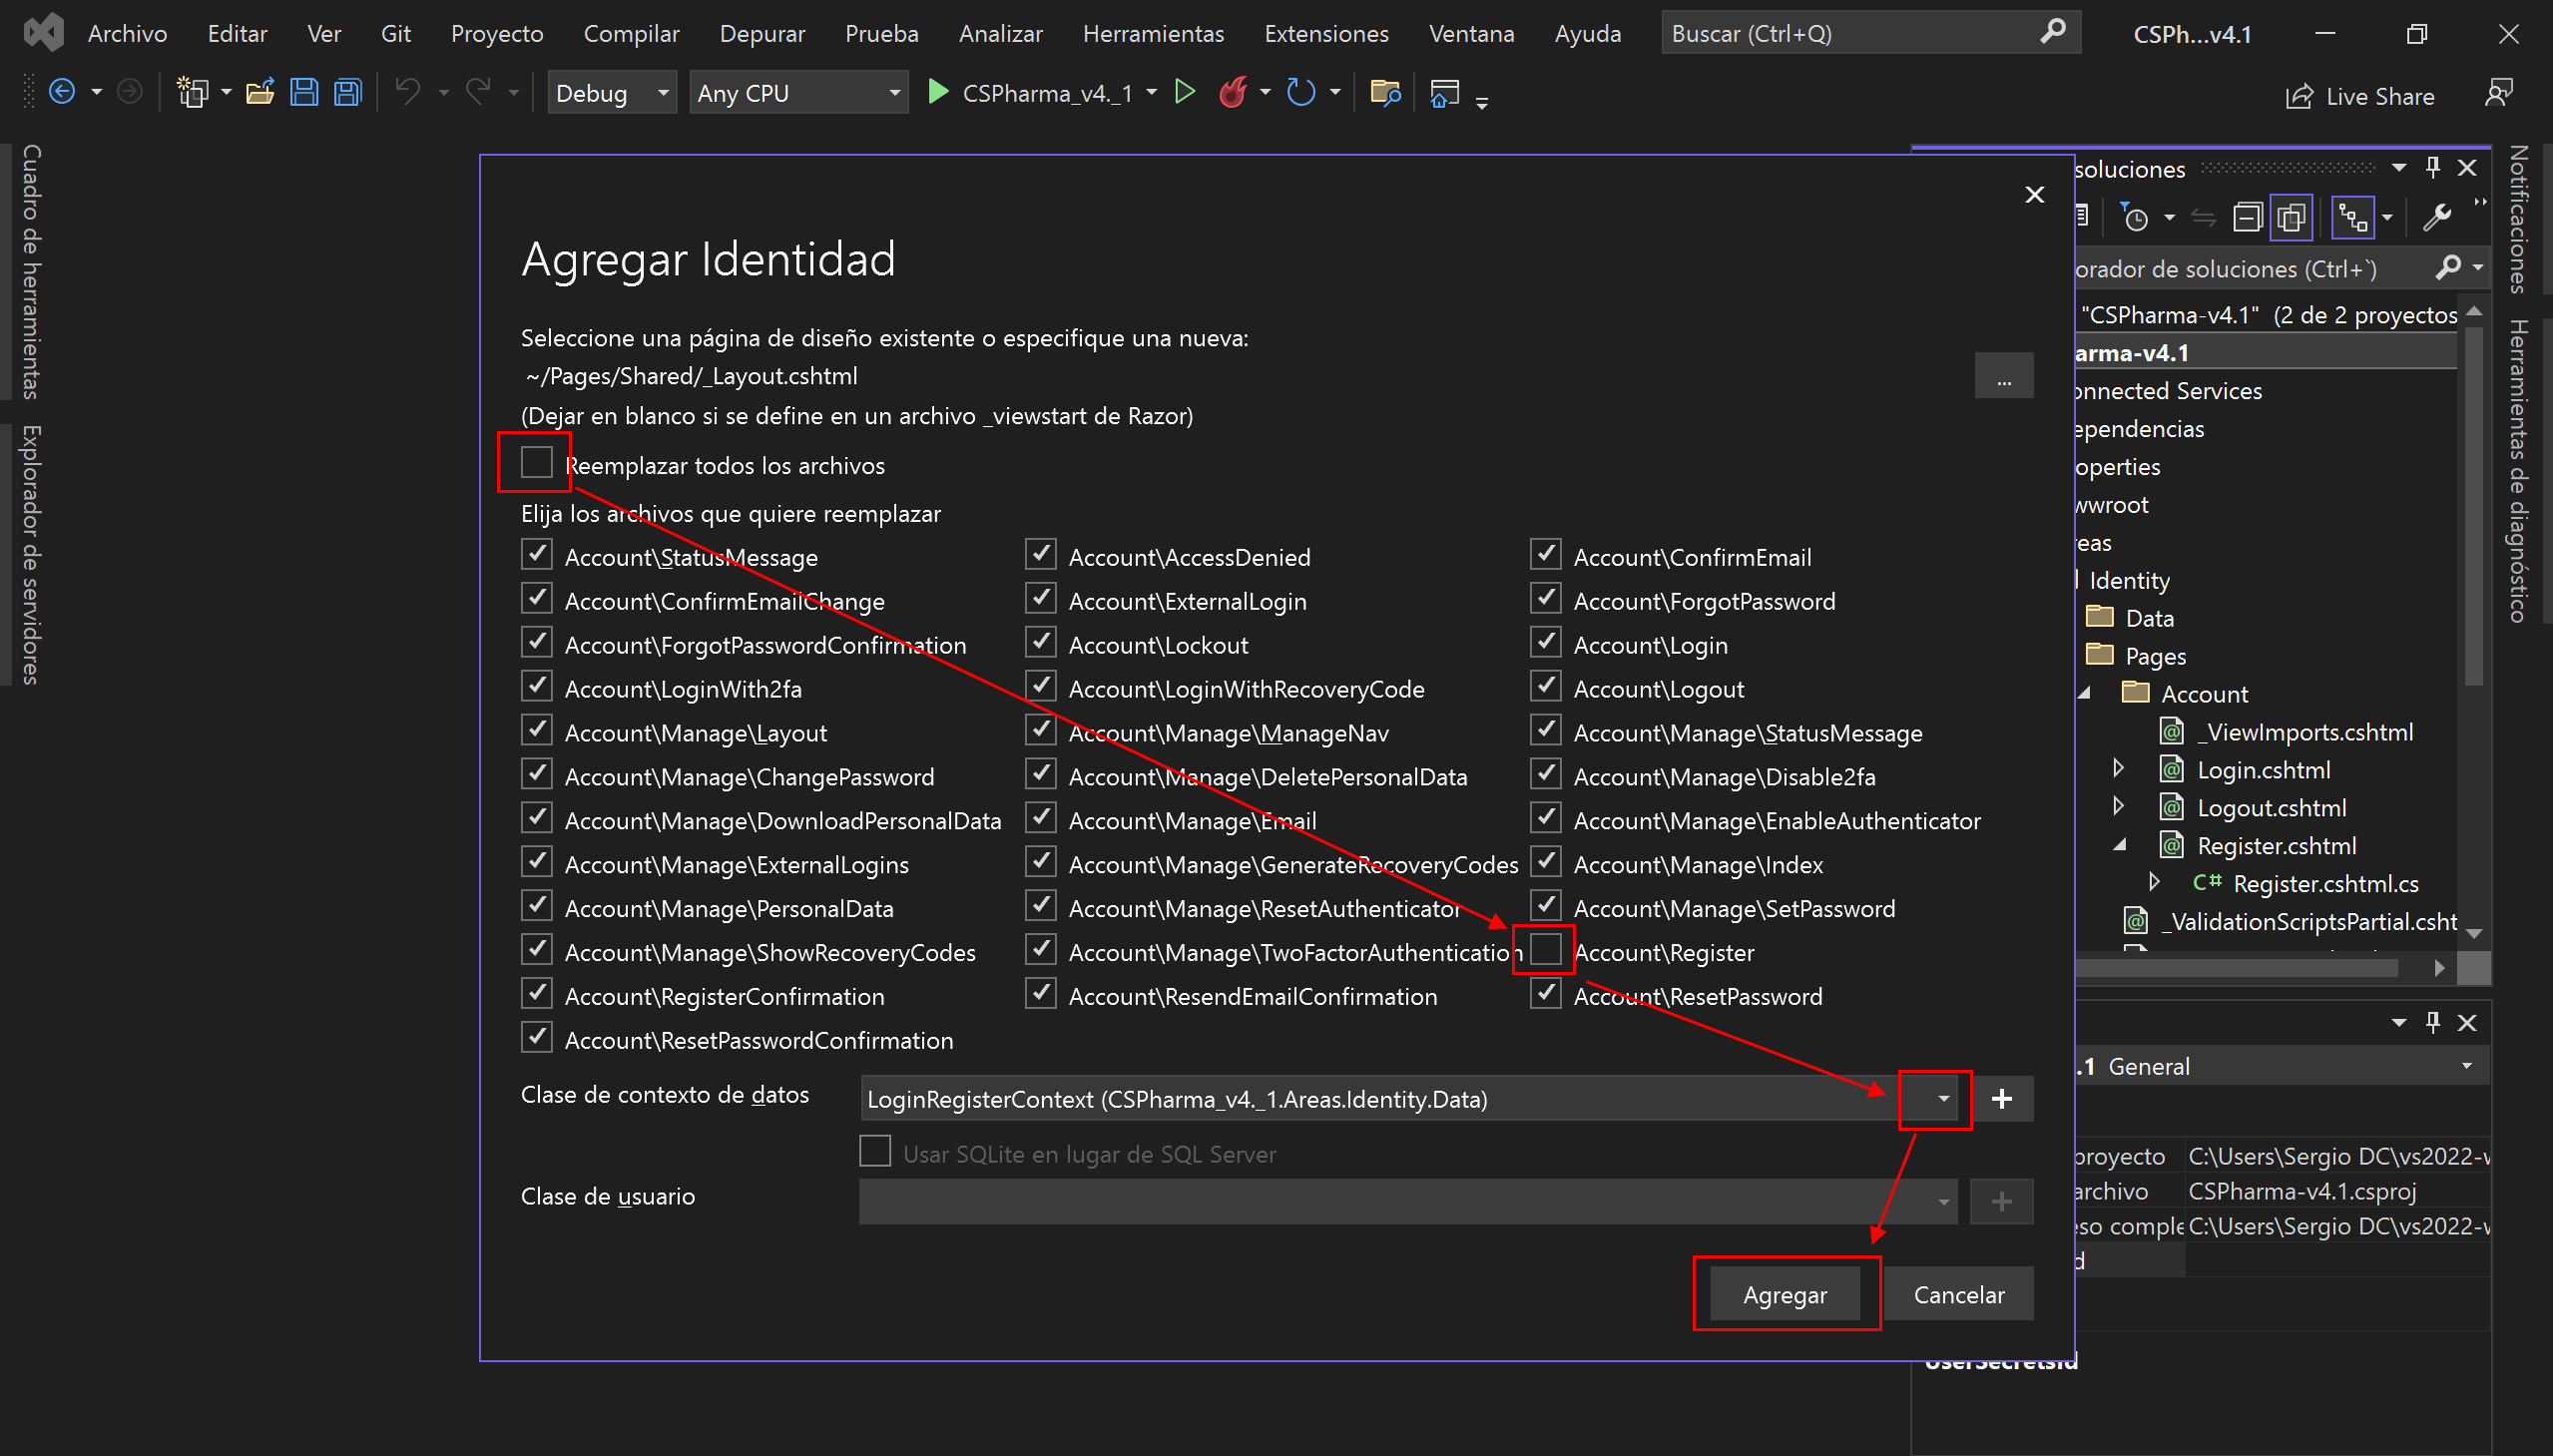 Archivo Editar Ver Git Proyecto Compilar Depurar Prueba Analizar Herramientas Extensiones Ventana Ayuda Buscar (Ctrl+Q) CSPh...v4.1
Debug Any CPU CSPharma_v4._1 Live Share
Cuadro de herramientas
Explorador de servidores
Agregar Identidad
Seleccione una página de diseño existente o especifique una nueva:
~/Pages/Shared/_Layout.cshtml
...
(Dejar en blanco si se define en un archivo _viewstart de Razor)
Reemplazar todos los archivos
Elija los archivos que quiere reemplazar
Account\StatusMessage Account\AccessDenied Account\ConfirmEmail
Account\ConfirmEmailChange Account\ExternalLogin Account\ForgotPassword
Account\ForgotPasswordConfirmation Account\Lockout Account\Login
Account\LoginWith2fa Account\LoginWithRecoveryCode Account\Logout
Account\Manage\Layout Account\Manage\ManageNav Account\Manage\StatusMessage
Account\Manage\ChangePassword Account\Manage\DeletePersonalData Account\Manage\Disable2fa
Account\Manage\DownloadPersonalData Account\Manage\Email Account\Manage\EnableAuthenticator
Account\Manage\ExternalLogins Account\Manage\GenerateRecoveryCodes Account\Manage\Index
Account\Manage\PersonalData Account\Manage\ResetAuthenticator Account\Manage\SetPassword
Account\Manage\ShowRecoveryCodes Account\Manage\TwoFactorAuthentication Account\Register
Account\RegisterConfirmation Account\ResendEmailConfirmation Account\ResetPassword
Account\ResetPasswordConfirmation
Clase de contexto de datos LoginRegisterContext (CSPharma_v4._1.Areas.Identity.Data)
Usar SQLite en lugar de SQL Server
Clase de usuario
Agregar Cancelar
soluciones
orador de soluciones (Ctrl+`)
"CSPharma-v4.1" (2 de 2 proyectos
arma-v4.1
onnected Services
ependencias
operties
wwroot
reas
Identity
Data
Pages
Account
_ViewImports.cshtml
Login.cshtml
Logout.cshtml
Register.cshtml
C# Register.cshtml.cs
_ValidationScriptsPartial.csht
.1 General
proyecto C:\Users\Sergio DC\vs2022-w
archivo CSPharma-v4.1.csproj
eso comple C:\Users\Sergio DC\vs2022-w
d
UserSecretsId
Notificaciones
Herramientas de diagnóstico